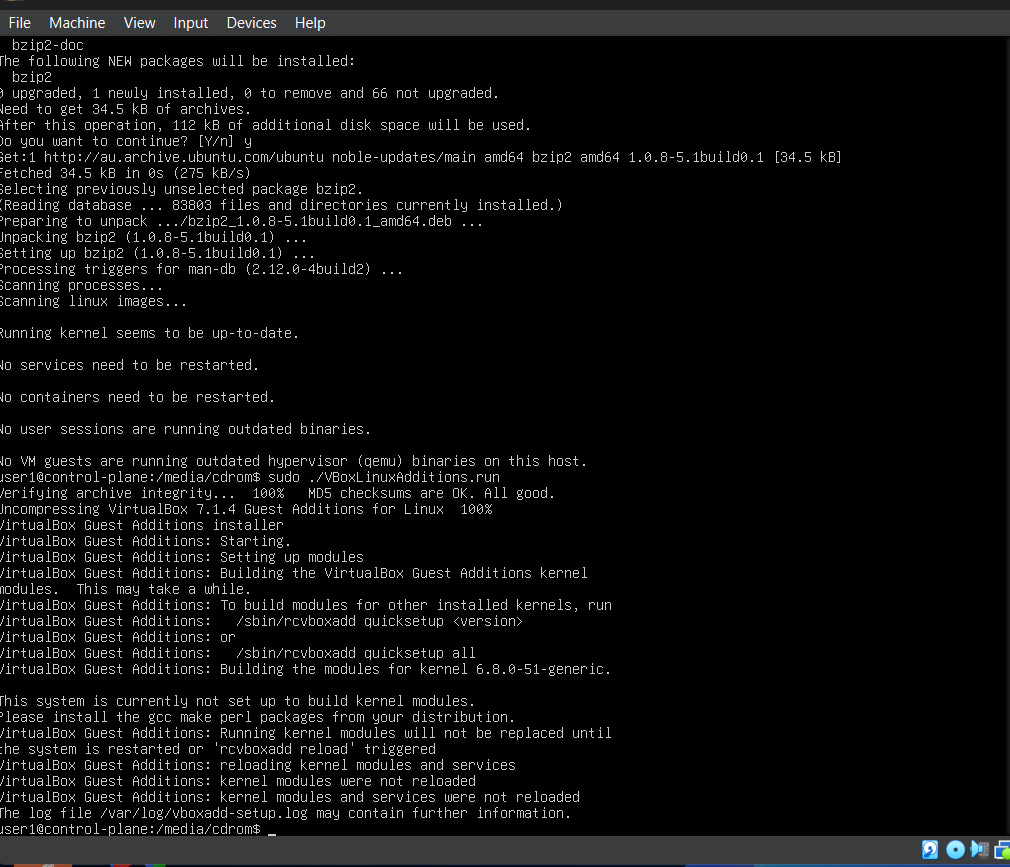 File Machine View Input Devices Help
bzip2-doc
The following NEW packages will be installed:
bzip2
0 upgraded, 1 newly installed, 0 to remove and 66 not upgraded.
Need to get 34.5 kB of archives.
After this operation, 112 kB of additional disk space will be used.
Do you want to continue? [Y/n] y
Get:1 http://au.archive.ubuntu.com/ubuntu noble-updates/main amd64 bzip2 amd64 1.0.8-5.1build0.1 [34.5 kB]
Fetched 34.5 kB in 0s (275 kB/s)
Selecting previously unselected package bzip2.
(Reading database ... 83803 files and directories currently installed.)
Preparing to unpack .../bzip2_1.0.8-5.1build0.1_amd64.deb ...
Unpacking bzip2 (1.0.8-5.1build0.1) ...
Setting up bzip2 (1.0.8-5.1build0.1) ...
Processing triggers for man-db (2.12.0-4build2) ...
Scanning processes...
Scanning linux images...
Running kernel seems to be up-to-date.
No services need to be restarted.
No containers need to be restarted.
No user sessions are running outdated binaries.
No VM guests are running outdated hypervisor (qemu) binaries on this host.
user1@control-plane:/media/cdrom$ sudo ./VBoxLinuxAdditions.run
Verifying archive integrity...  100%   MD5 checksums are OK. All good.
Uncompressing VirtualBox 7.1.4 Guest Additions for Linux  100%
VirtualBox Guest Additions installer
VirtualBox Guest Additions: Starting.
VirtualBox Guest Additions: Setting up modules
VirtualBox Guest Additions: Building the VirtualBox Guest Additions kernel
modules.  This may take a while.
VirtualBox Guest Additions: To build modules for other installed kernels, run
VirtualBox Guest Additions:   /sbin/rcvboxadd quicksetup <version>
VirtualBox Guest Additions: or
VirtualBox Guest Additions:   /sbin/rcvboxadd quicksetup all
VirtualBox Guest Additions: Building the modules for kernel 6.8.0-51-generic.
This system is currently not set up to build kernel modules.
Please install the gcc make perl packages from your distribution.
VirtualBox Guest Additions: Running kernel modules will not be replaced until
the system is restarted or 'rcvboxadd reload' triggered
VirtualBox Guest Additions: reloading kernel modules and services
VirtualBox Guest Additions: kernel modules were not reloaded
VirtualBox Guest Additions: kernel modules and services were not reloaded
The log file /var/log/vboxadd-setup.log may contain further information.
user1@control-plane:/media/cdrom$ _